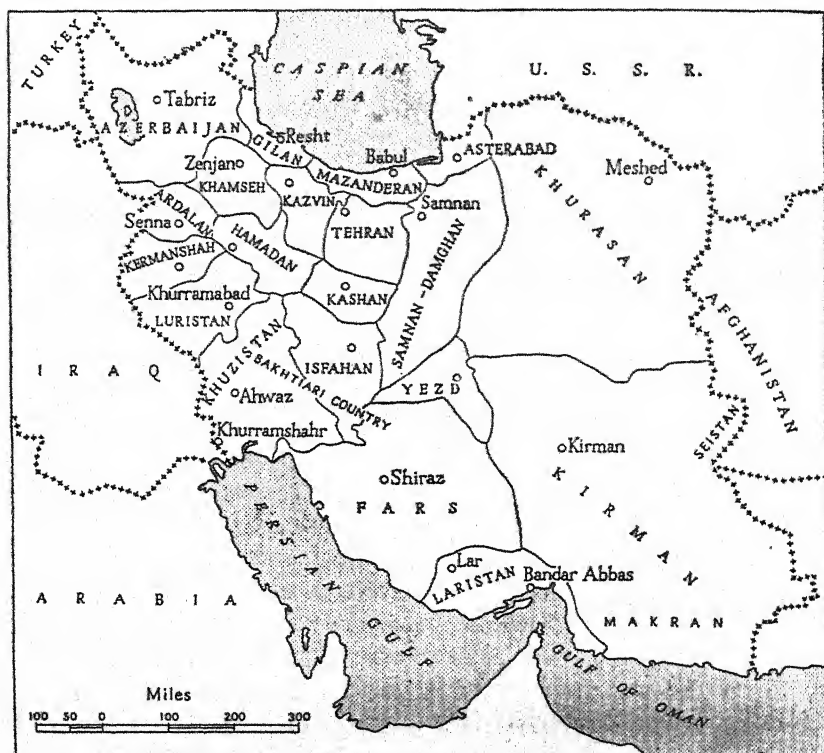 TURKEY
CASPIAN
SEA
U. S. S. R.
Tabriz
AZERBAIJAN
Resht
GILAN
Babul
ASTERABAD
MAZANDERAN
Zenjan
KHAMSEH
KAZVIN
Meshed
KHURASAN
Samnan
TEHRAN
ARDALAN
Senna
HAMADAN
KERMANSHAH
KASHAN
SAMNAN-DAMGHAN
Khurramabad
LURISTAN
AFGHANISTAN
IRAQ
KHUZISTAN
BAKHTIARI COUNTRY
ISFAHAN
YEZD
Ahwaz
SEISTAN
Khurramshahr
Kirman
KIRMAN
Shiraz
FARS
PERSIAN GULF
Lar
LARISTAN
Bandar Abbas
ARABIA
MAKRAN
GULF OF OMAN
Miles
100 50 0 100 200 300